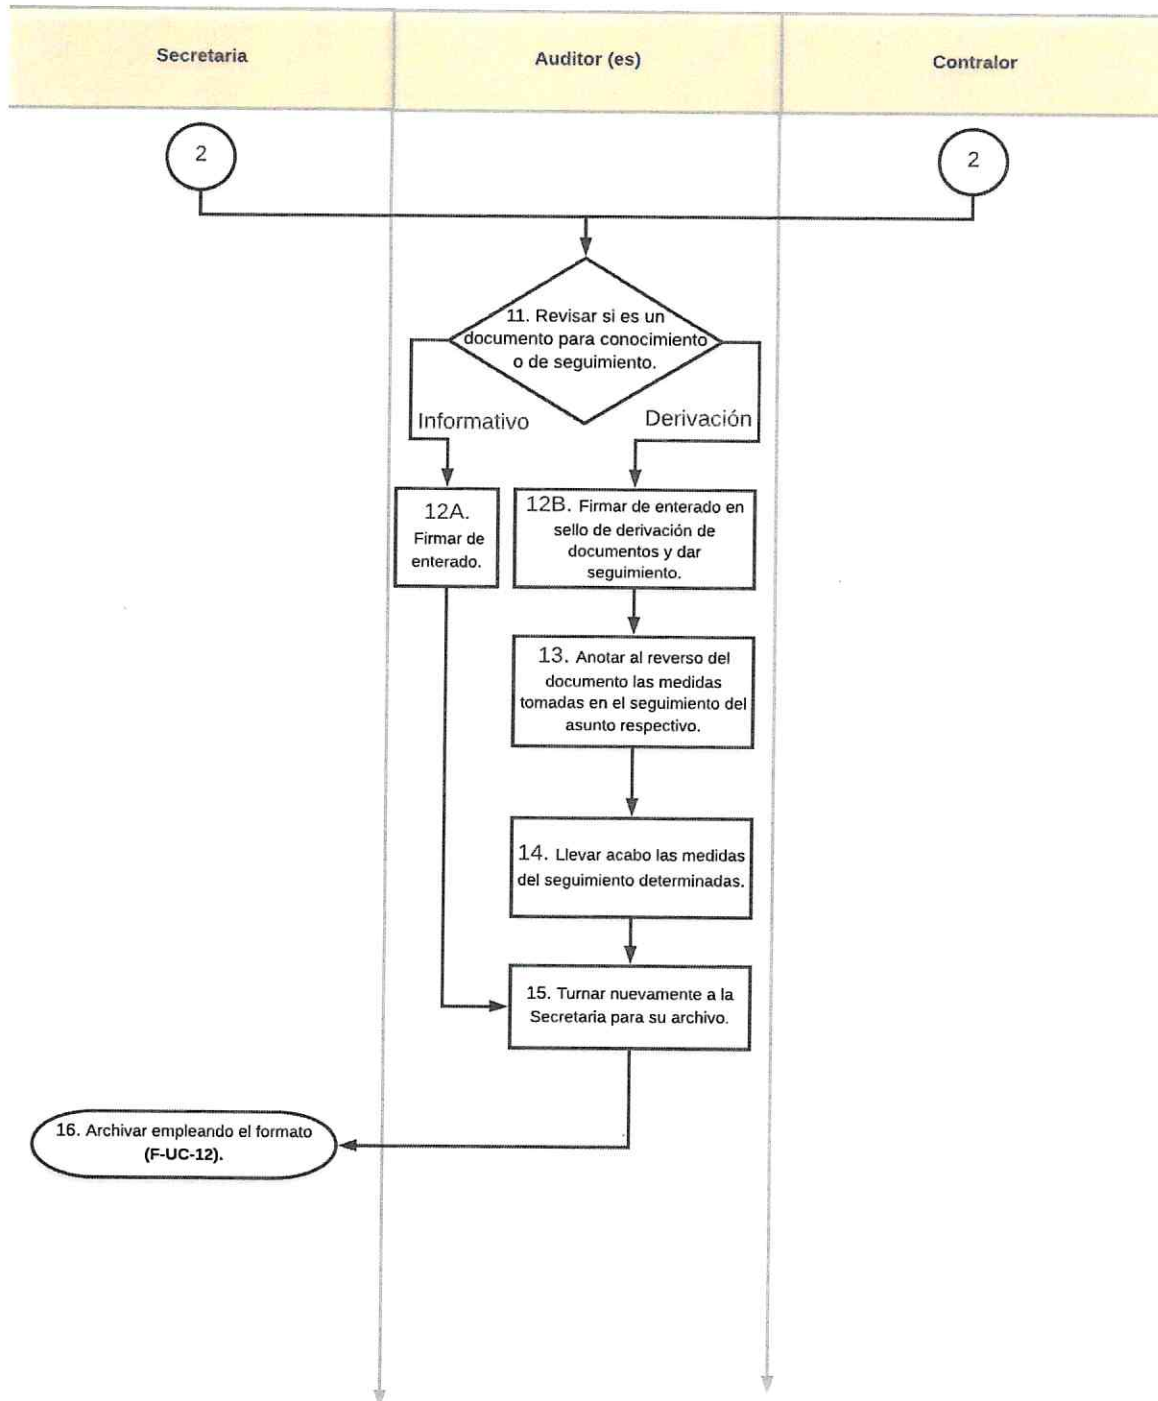 Secretaria
Auditor (es)
Contralor
2
2
11. Revisar si es un
documento para conocimiento
o de seguimiento.
Informativo
Derivación
12A.
Firmar de
enterado.
12B. Firmar de enterado en
sello de derivación de
documentos y dar
seguimiento.
13. Anotar al reverso del
documento las medidas
tomadas en el seguimiento del
asunto respectivo.
14. Llevar acabo las medidas
del seguimiento determinadas.
15. Turnar nuevamente a la
Secretaria para su archivo.
16. Archivar empleando el formato
(F-UC-12).